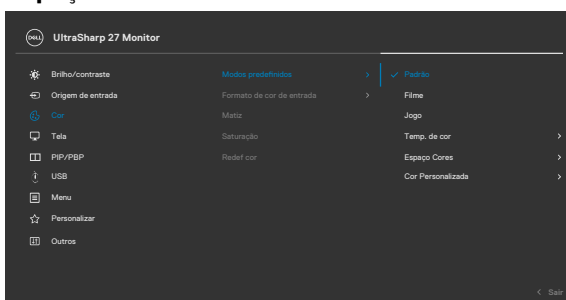 DELL
UltraSharp 27 Monitor
Brilho/contraste
Modos predefinidos
Padrão
Origem de entrada
Formato de cor de entrada
Filme
Cor
Matiz
Jogo
Tela
Saturação
Temp. de cor
PIP/PBP
Redef cor
Espaço Cores
USB
Cor Personalizada
Menu
Personalizar
Outros
Sair